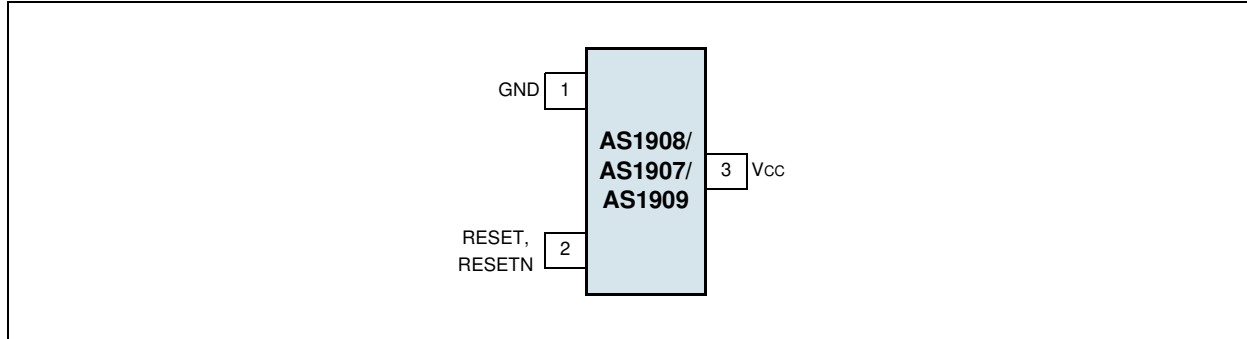 GND 1
AS1908/
AS1907/
AS1909
3 VCC
RESET,
RESETN
2